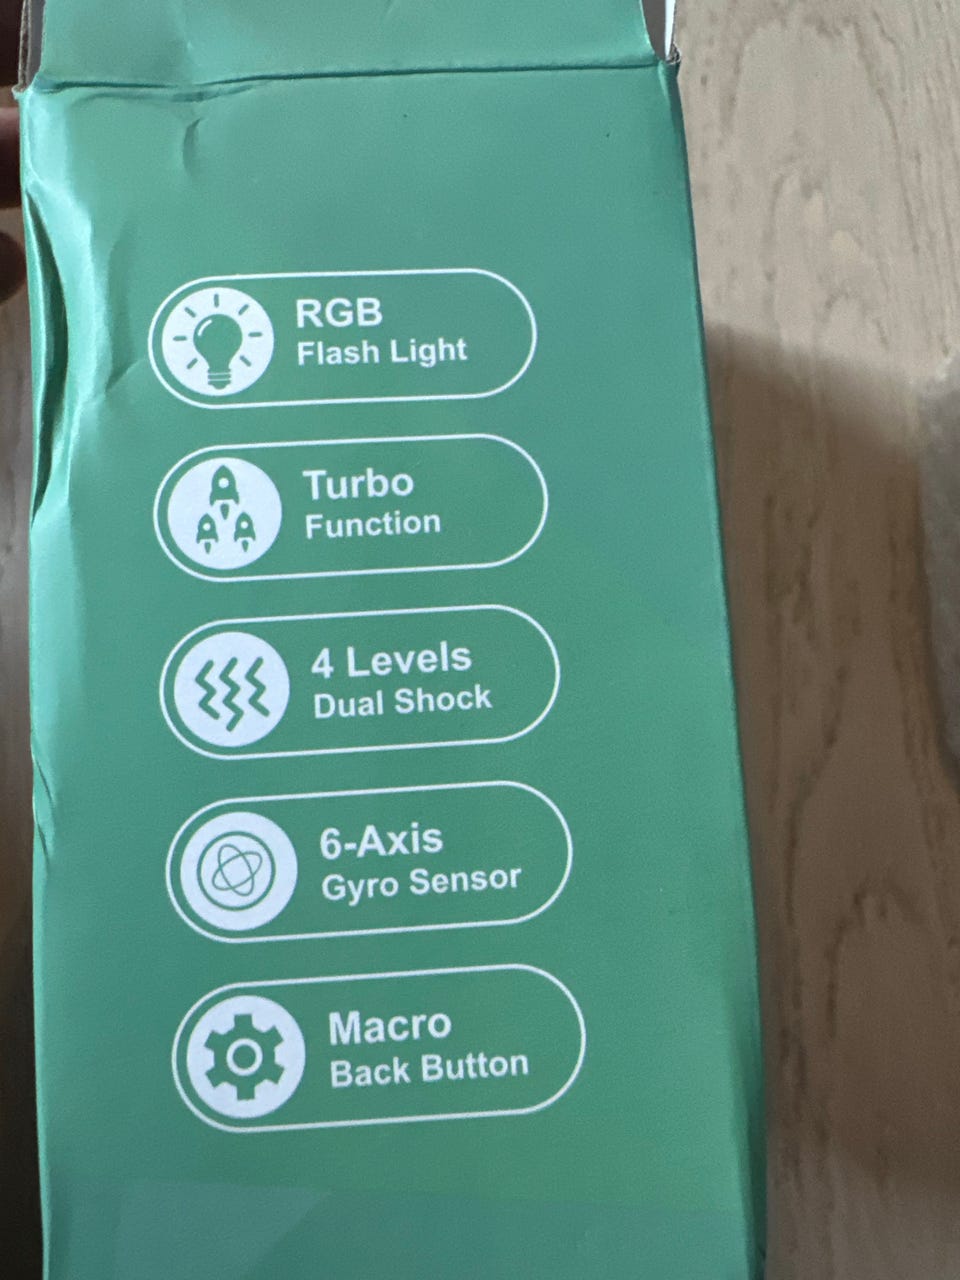 RGB
Flash Light
Turbo
Function
4 Levels
Dual Shock
6-Axis
Gyro Sensor
Macro
Back Button